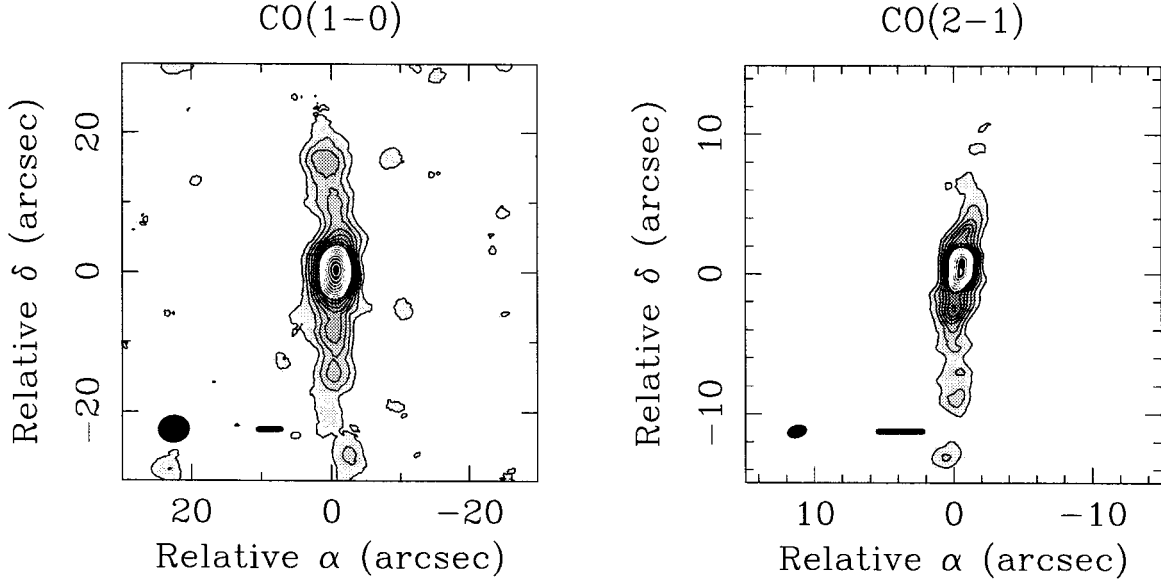 CO(1−0)
Relative δ (arcsec)
20
0
−20
20
0
−20
Relative α (arcsec)
CO(2−1)
Relative δ (arcsec)
10
0
−10
10
0
−10
Relative α (arcsec)